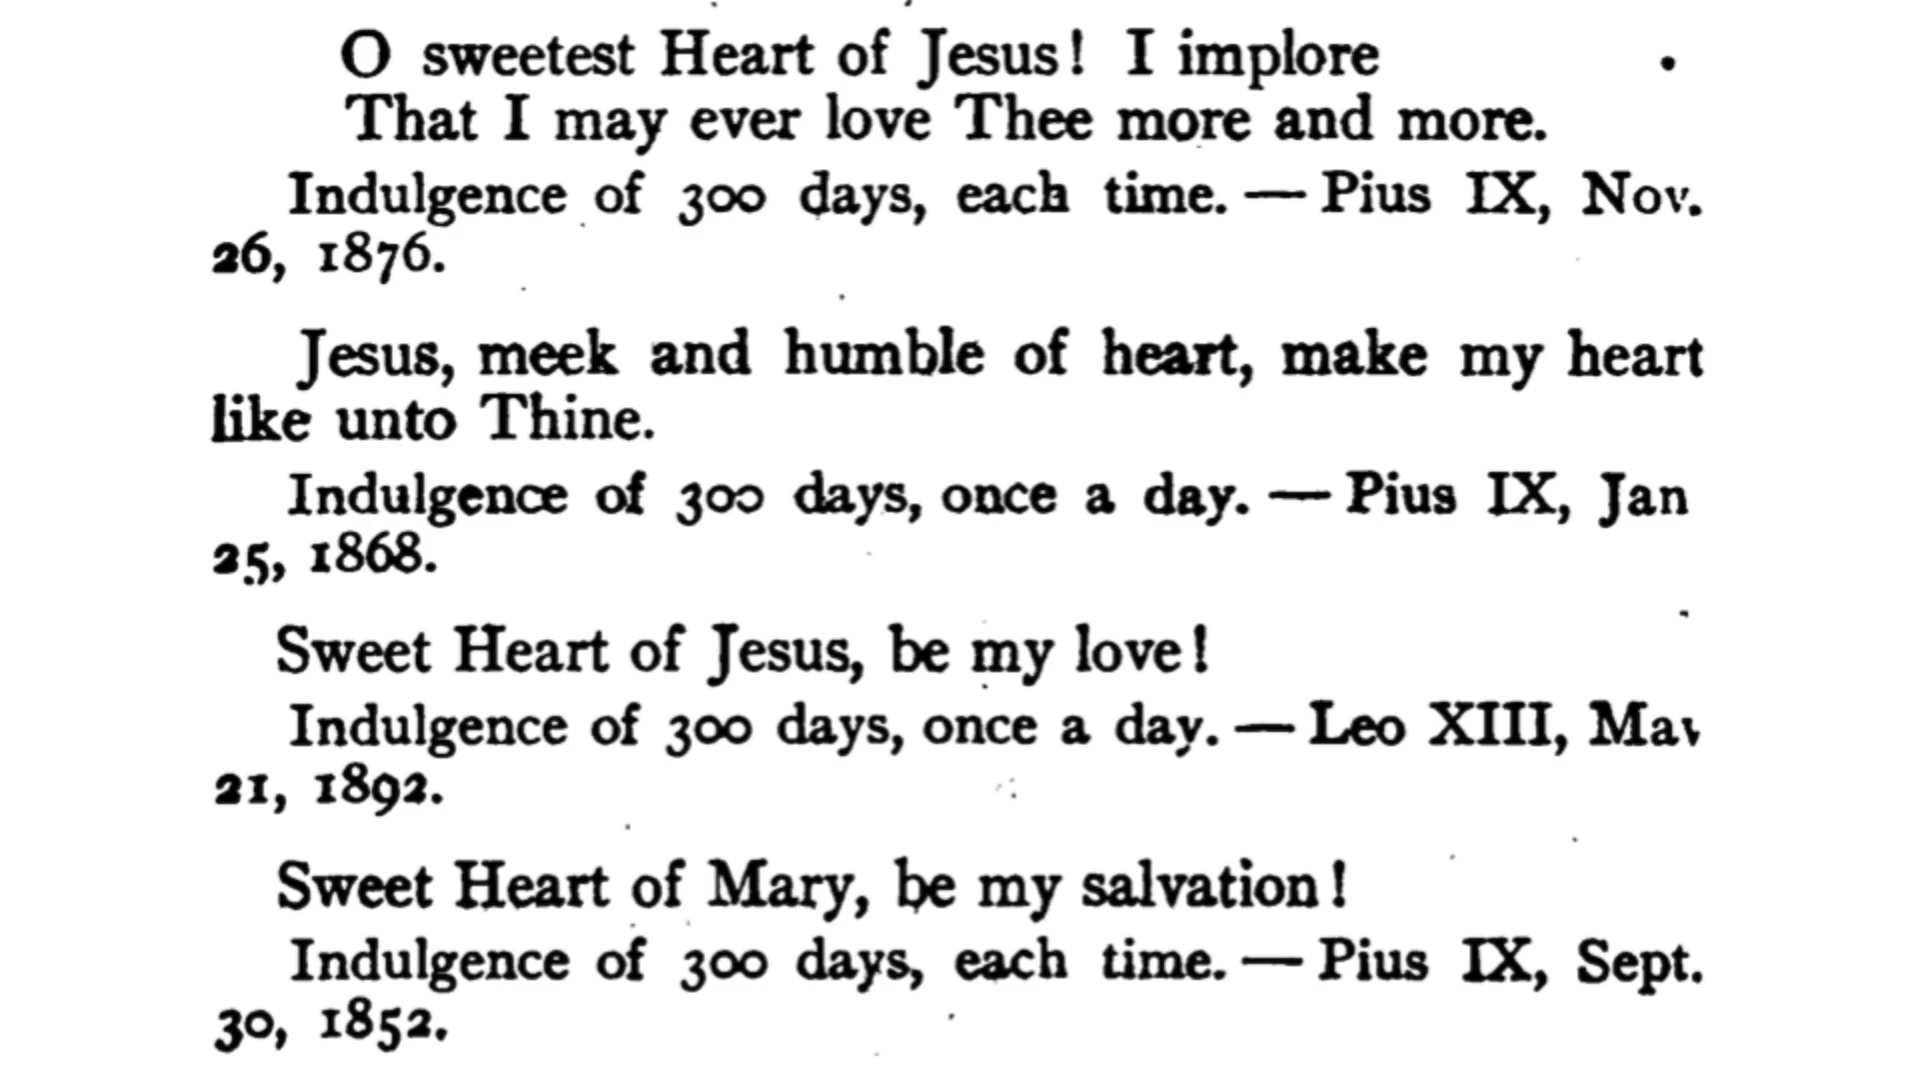 O sweetest Heart of Jesus! I implore
That I may ever love Thee more and more.
Indulgence of 300 days, each time. — Pius IX, Nov.
26, 1876.
Jesus, meek and humble of heart, make my heart
like unto Thine.
Indulgence of 300 days, once a day. — Pius IX, Jan
25, 1868.
Sweet Heart of Jesus, be my love!
Indulgence of 300 days, once a day. — Leo XIII, May
21, 1892.
Sweet Heart of Mary, be my salvation!
Indulgence of 300 days, each time. — Pius IX, Sept.
30, 1852.